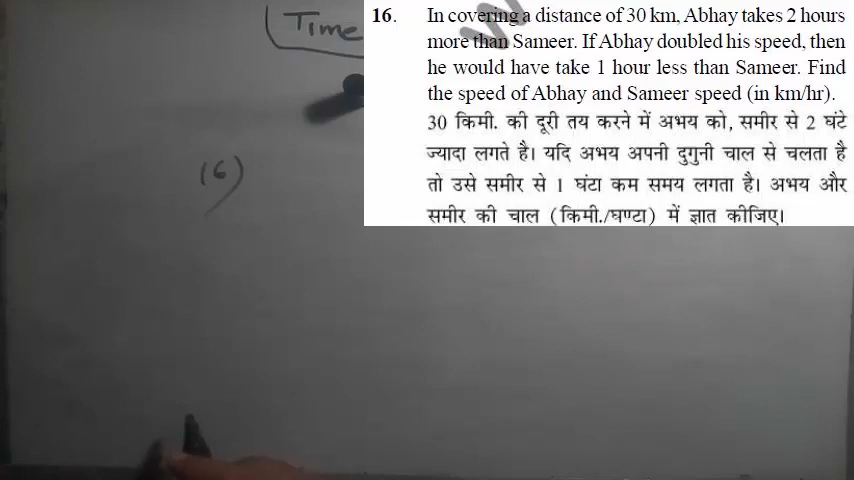 Time
16. In covering a distance of 30 km, Abhay takes 2 hours
more than Sameer. If Abhay doubled his speed, then
he would have take 1 hour less than Sameer. Find
the speed of Abhay and Sameer speed (in km/hr).
30 किमी. की दूरी तय करने में अभय को, समीर से 2 घंटे
ज्यादा लगते है। यदि अभय अपनी दुगुनी चाल से चलता है
तो उसे समीर से 1 घंटा कम समय लगता है। अभय और
समीर की चाल (किमी./घण्टा) में ज्ञात कीजिए।
16)